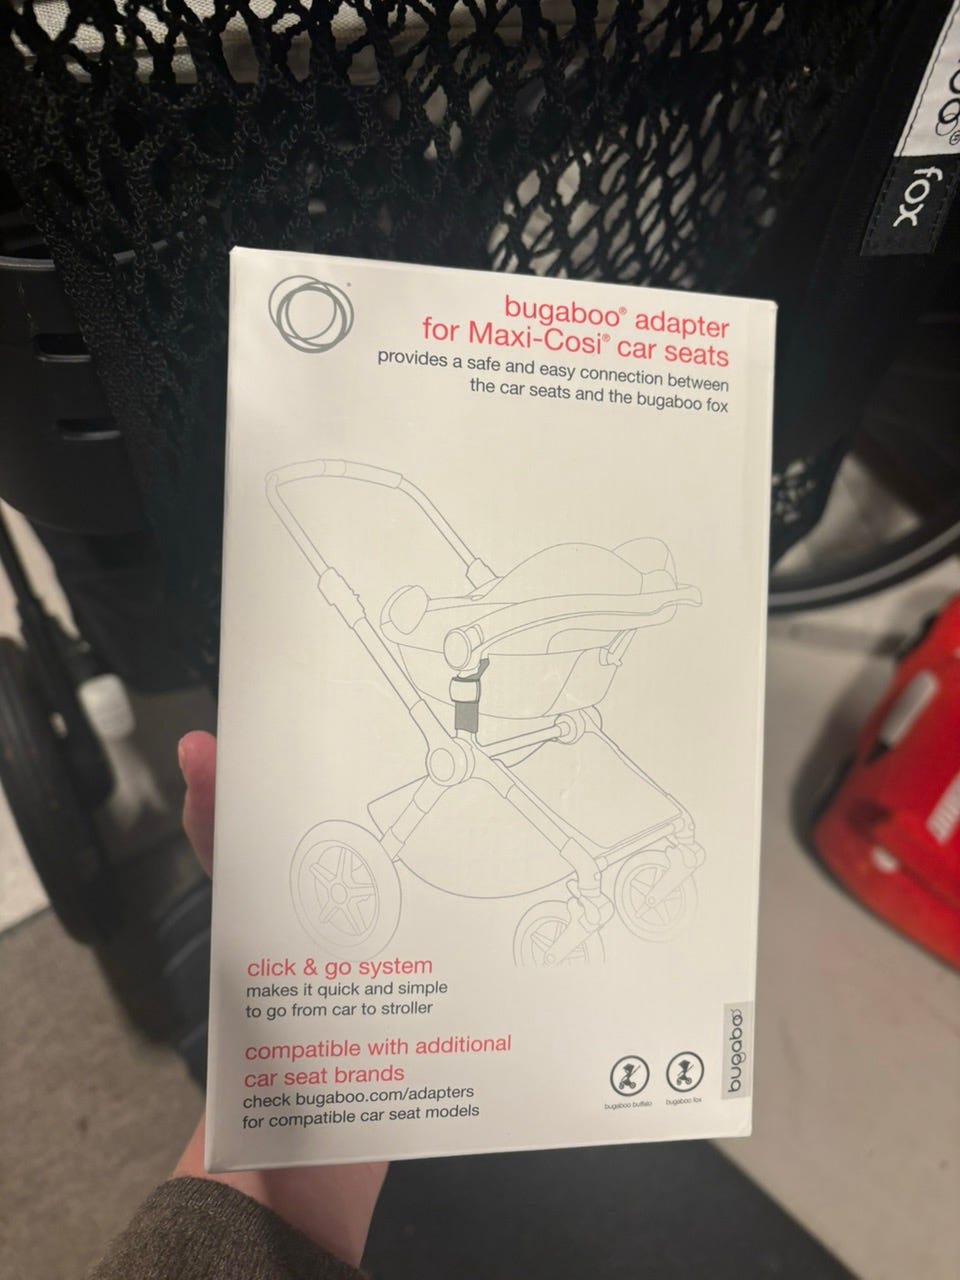 fox
bugaboo® adapter
for Maxi-Cosi® car seats
provides a safe and easy connection between
the car seats and the bugaboo fox
click & go system
makes it quick and simple
to go from car to stroller
compatible with additional
car seat brands
check bugaboo.com/adapters
for compatible car seat models
bugaboo buffalo
bugaboo fox
bugaboo